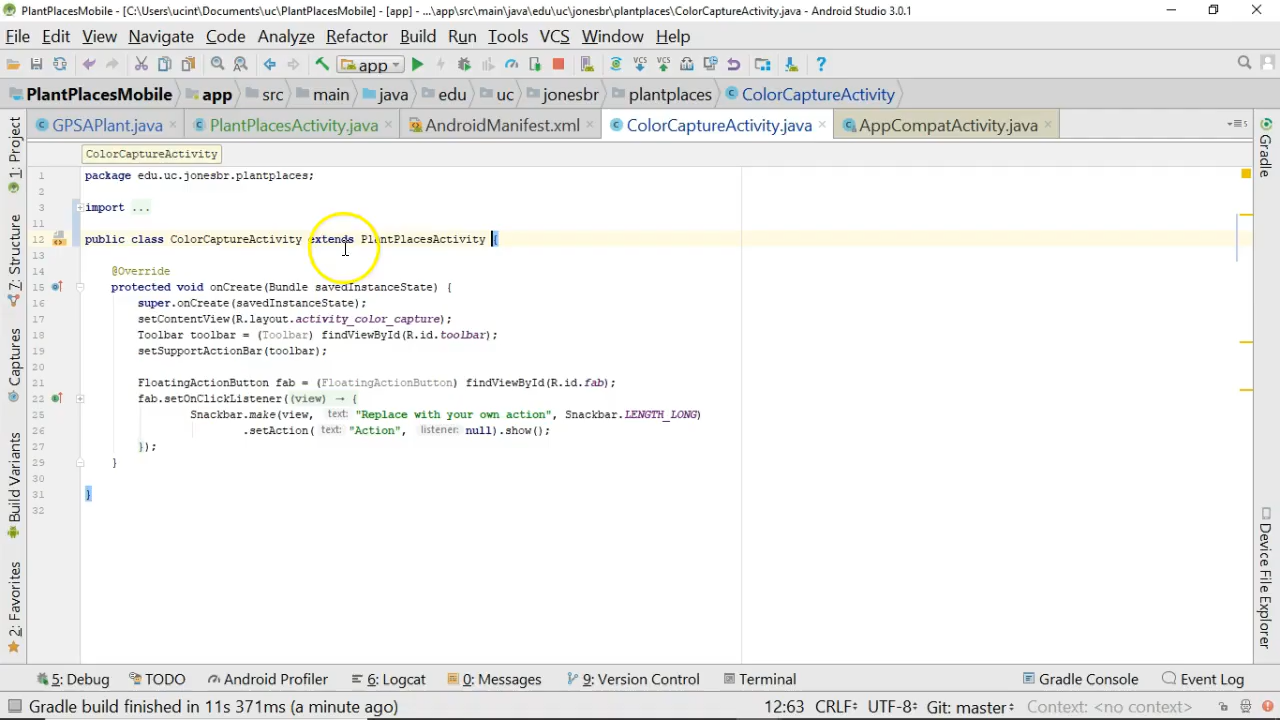 PlantPlacesMobile - [C:\Users\ucint\Documents\uc\PlantPlacesMobile] - [app] - ...\app\src\main\java\edu\uc\jonesbr\plantplaces\ColorCaptureActivity.java - Android Studio 3.0.1
File Edit View Navigate Code Analyze Refactor Build Run Tools VCS Window Help
app
PlantPlacesMobile app src main java edu uc jonesbr plantplaces ColorCaptureActivity
GPSAPlant.java PlantPlacesActivity.java AndroidManifest.xml ColorCaptureActivity.java AppCompatActivity.java
ColorCaptureActivity
1 package edu.uc.jonesbr.plantplaces;
2
3 import ...
11
12 public class ColorCaptureActivity extends PlantPlacesActivity {
13
14 @Override
15 protected void onCreate(Bundle savedInstanceState) {
16 super.onCreate(savedInstanceState);
17 setContentView(R.layout.activity_color_capture);
18 Toolbar toolbar = (Toolbar) findViewById(R.id.toolbar);
19 setSupportActionBar(toolbar);
20
21 FloatingActionButton fab = (FloatingActionButton) findViewById(R.id.fab);
22 fab.setOnClickListener((view) → {
25 Snackbar.make(view, text: "Replace with your own action", Snackbar.LENGTH_LONG)
26 .setAction( text: "Action", listener: null).show();
27 });
29 }
30
31 }
32
1: Project
7: Structure
Captures
Build Variants
2: Favorites
Gradle
Device File Explorer
5: Debug TODO Android Profiler 6: Logcat 0: Messages 9: Version Control Terminal Gradle Console Event Log
Gradle build finished in 11s 371ms (a minute ago) 12:63 CRLF UTF-8 Git: master Context: <no context>